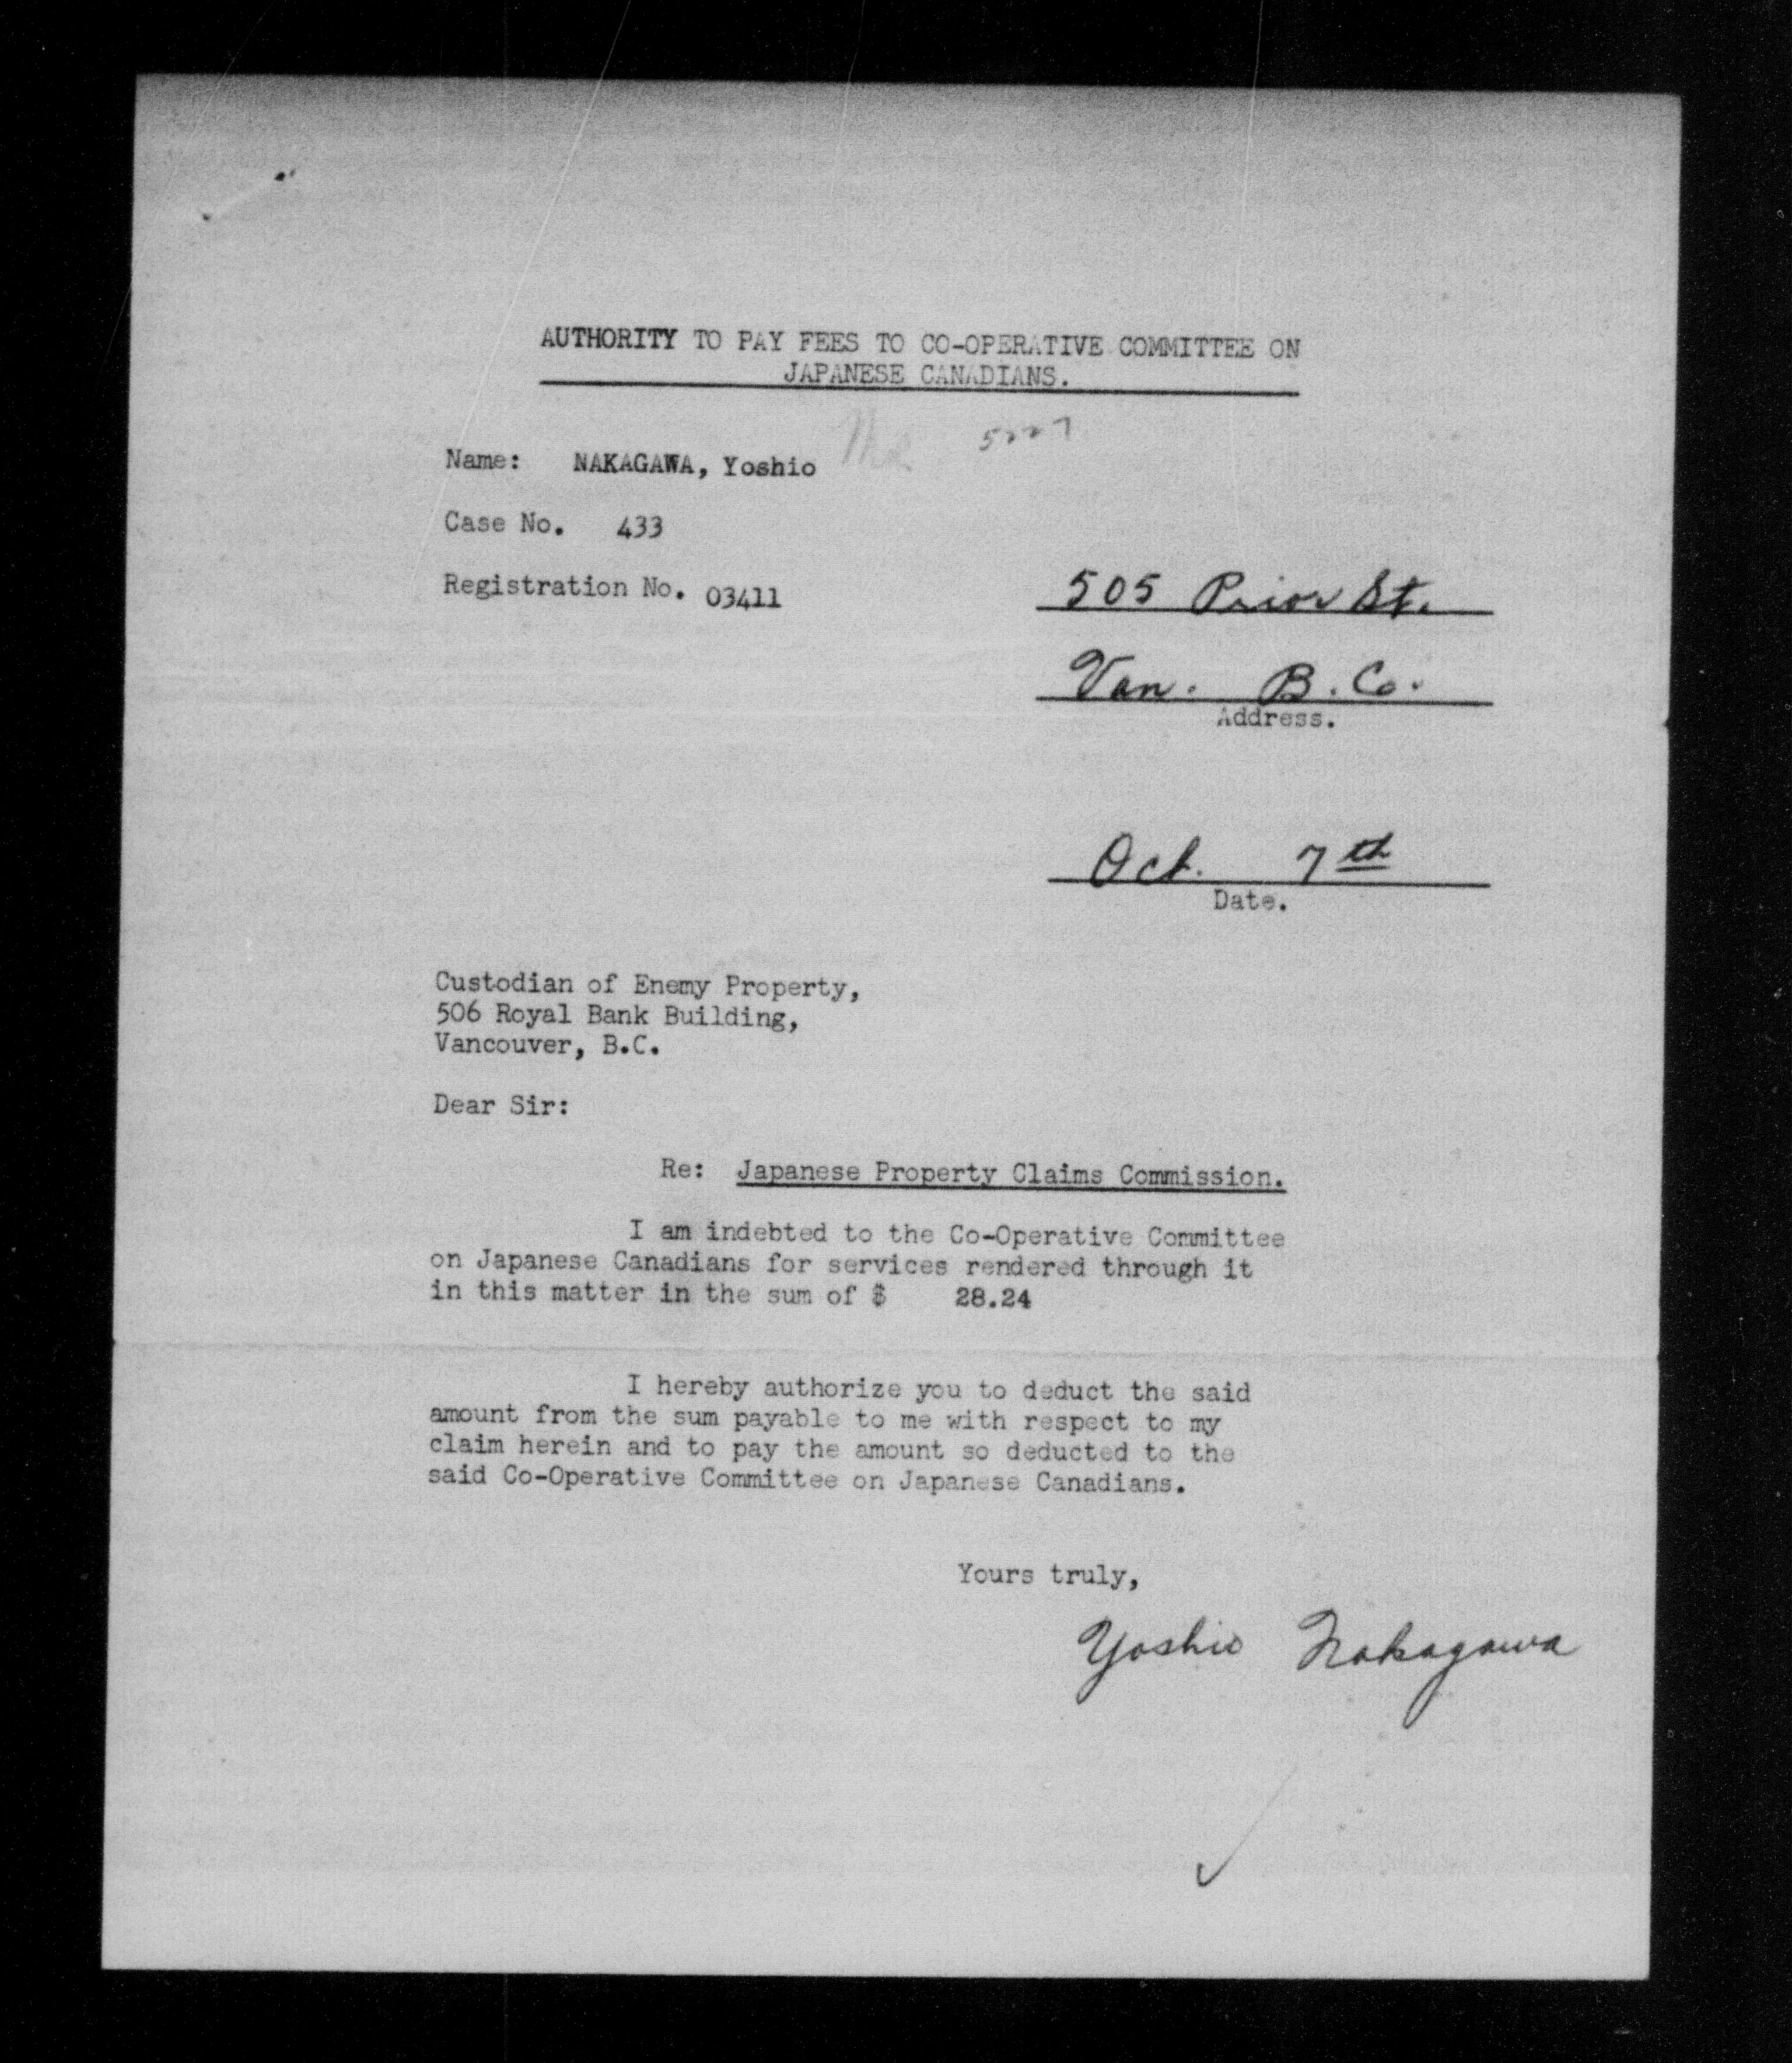 AUTHORITY TO PAY FEES TO CO-OPERATIVE COMMITTEE ON
JAPANESE CANADIANS.
Name: NAKAGAWA, Yoshio
Case No. 433
Registration No. 03411
505 Prior St.
Van. B.C.
Address.
Oct. 7th
Date.
Custodian of Enemy Property,
506 Royal Bank Building,
Vancouver, B.C.
Dear Sir:
Re: Japanese Property Claims Commission.
I am indebted to the Co-Operative Committee
on Japanese Canadians for services rendered through it
in this matter in the sum of $ 28.24
I hereby authorize you to deduct the said
amount from the sum payable to me with respect to my
claim herein and to pay the amount so deducted to the
said Co-Operative Committee on Japanese Canadians.
Yours truly,
Yoshio Nakagawa